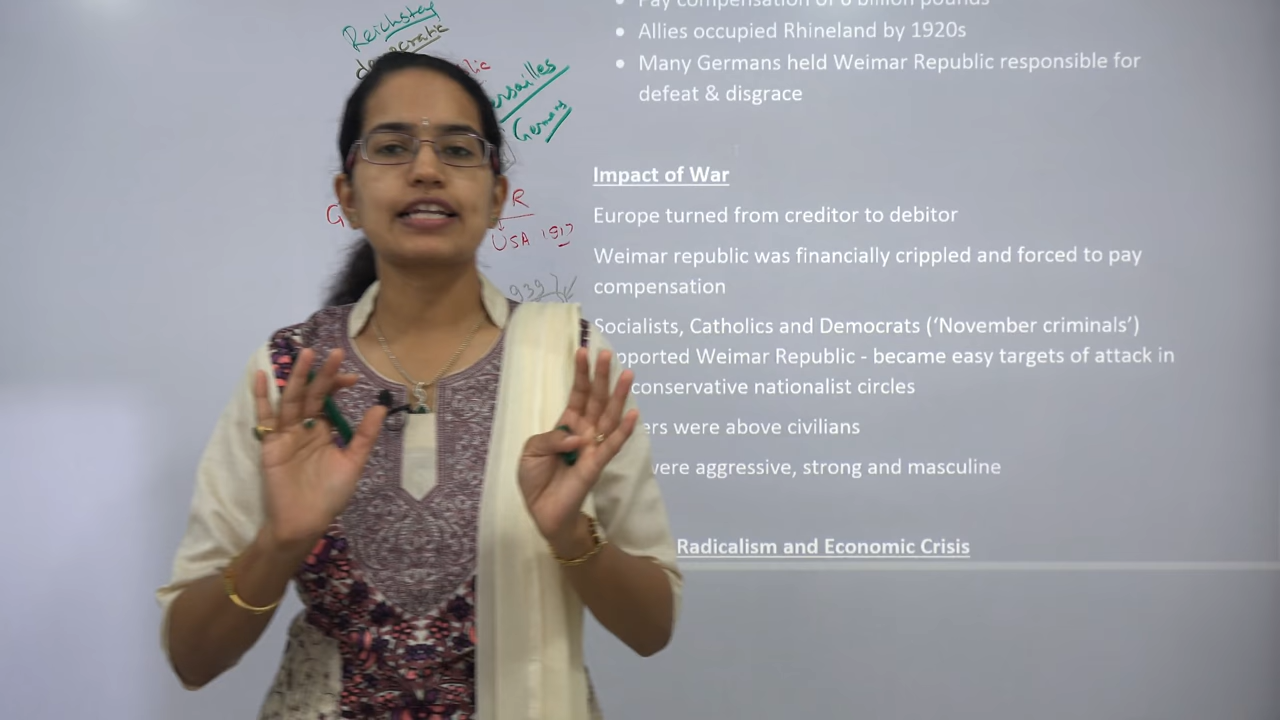 Reichstag
democratic
Germany
Pay compensation of 6 billion pounds
• Allies occupied Rhineland by 1920s
• Many Germans held Weimar Republic responsible for
defeat & disgrace
Impact of War
G
R
USA 1917
Europe turned from creditor to debitor
Weimar republic was financially crippled and forced to pay
compensation
Socialists, Catholics and Democrats (‘November criminals’)
pported Weimar Republic - became easy targets of attack in
conservative nationalist circles
ers were above civilians
were aggressive, strong and masculine
Radicalism and Economic Crisis